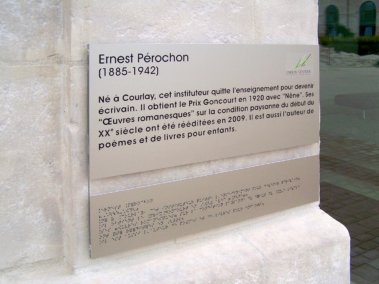 Ernest Pérochon
(1885-1942)
Né à Courlay, cet instituteur quitte l'enseignement pour devenir
écrivain. Il obtient le Prix Goncourt en 1920 avec "Nêne". Ses
"Œuvres romanesques" sur la condition paysanne du début du
XXe siècle ont été rééditées en 2009. Il est aussi l'auteur de
poèmes et de livres pour enfants.